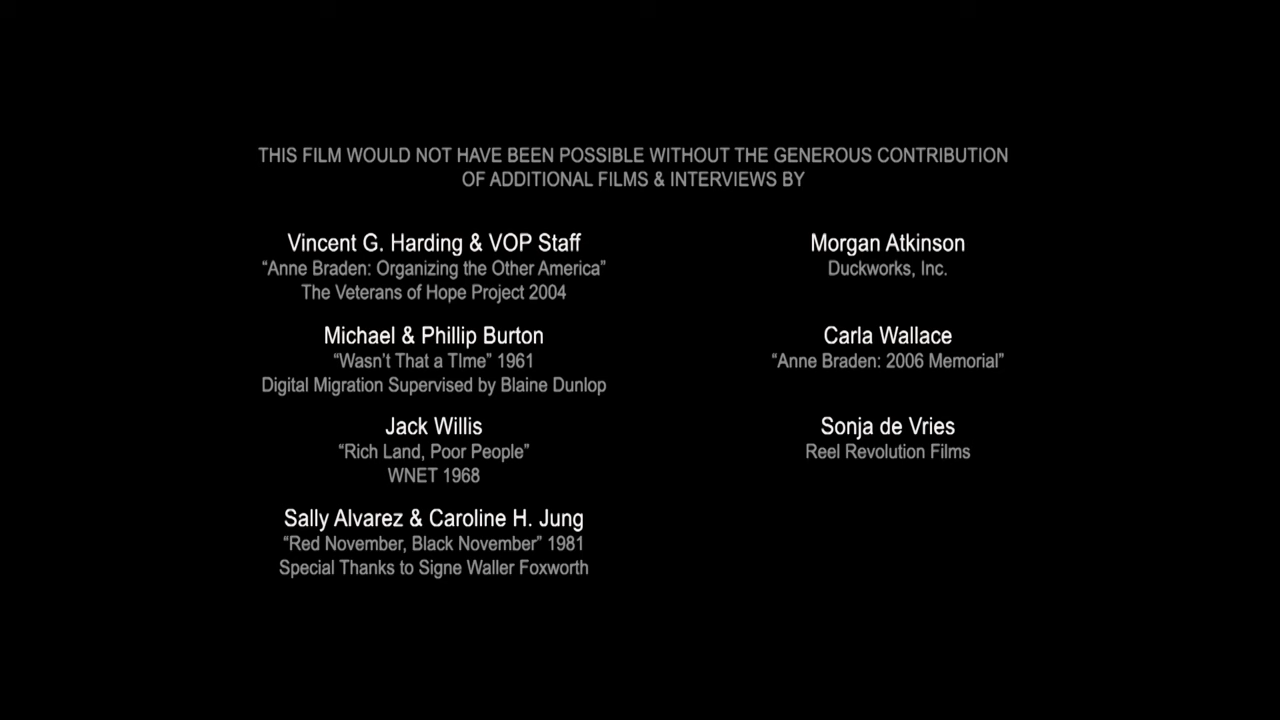 THIS FILM WOULD NOT HAVE BEEN POSSIBLE WITHOUT THE GENEROUS CONTRIBUTION
OF ADDITIONAL FILMS & INTERVIEWS BY
Vincent G. Harding & VOP Staff
“Anne Braden: Organizing the Other America”
The Veterans of Hope Project 2004
Michael & Phillip Burton
“Wasn’t That a TIme” 1961
Digital Migration Supervised by Blaine Dunlop
Jack Willis
“Rich Land, Poor People”
WNET 1968
Sally Alvarez & Caroline H. Jung
“Red November, Black November” 1981
Special Thanks to Signe Waller Foxworth
Morgan Atkinson
Duckworks, Inc.
Carla Wallace
“Anne Braden: 2006 Memorial”
Sonja de Vries
Reel Revolution Films